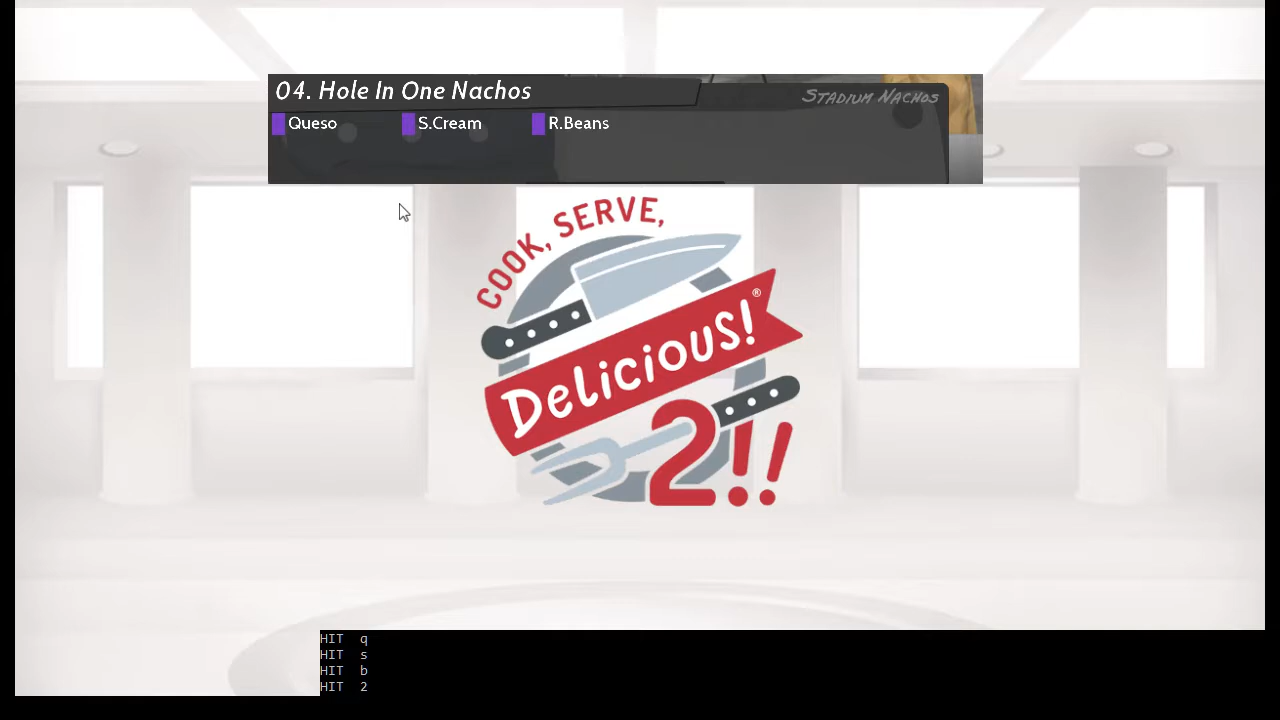 04. Hole In One Nachos
Stadium Nachos
Queso S.Cream R.Beans
COOK, SERVE,
Delicious!®
2!!
HIT q
HIT s
HIT b
HIT 2